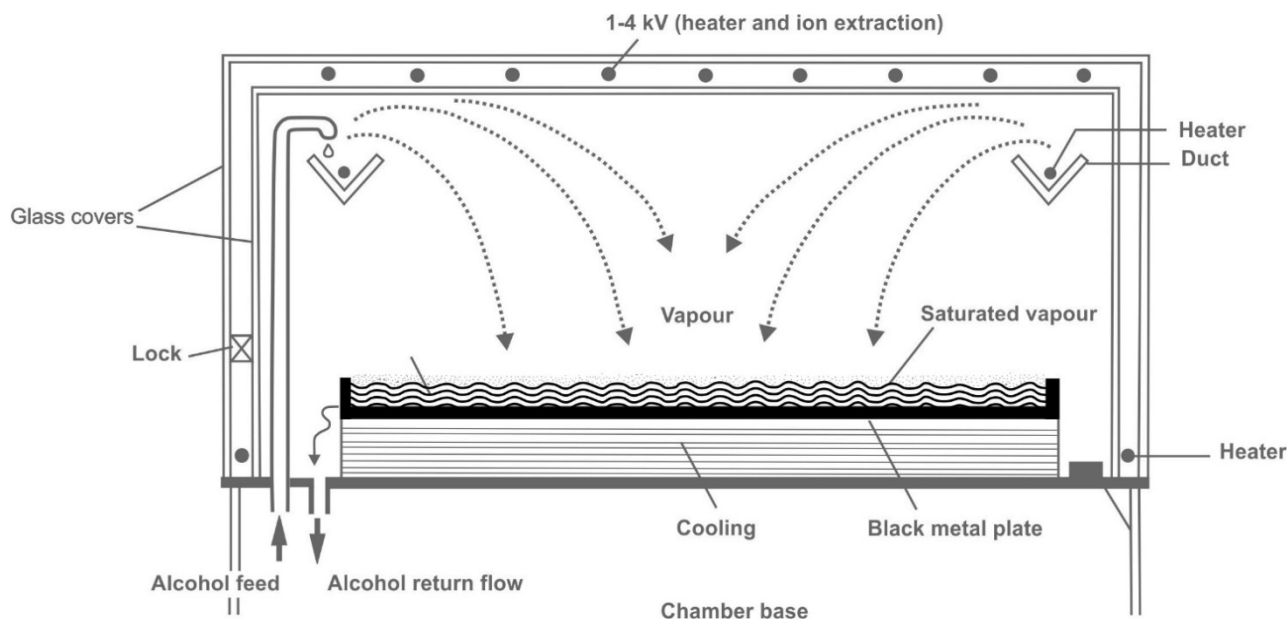 1-4 kV (heater and ion extraction)
Heater
Duct
Glass covers
Vapour
Saturated vapour
Lock
Heater
Cooling
Black metal plate
Alcohol feed
Alcohol return flow
Chamber base